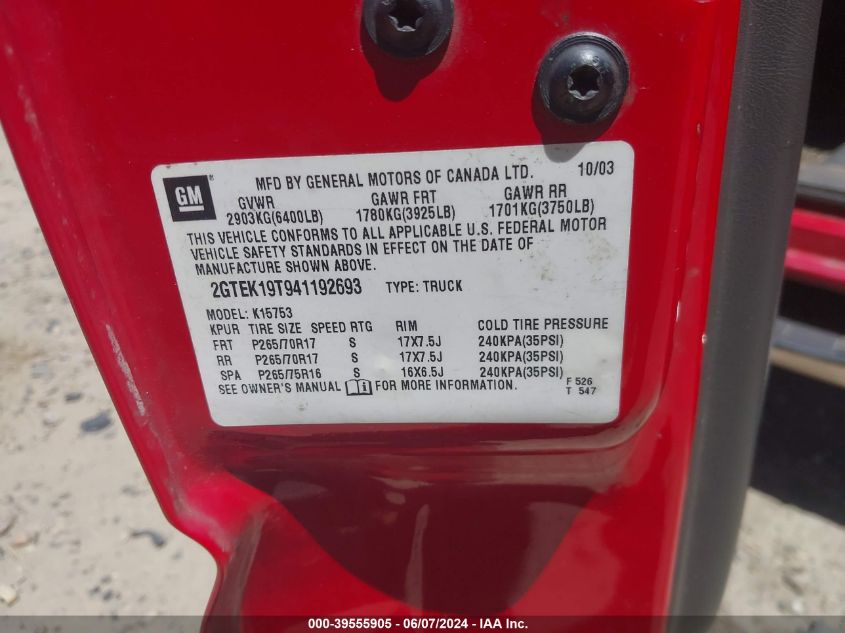 GM
MFD BY GENERAL MOTORS OF CANADA LTD. 10/03
GVWR GAWR FRT GAWR RR
2903KG(6400LB) 1780KG(3925LB) 1701KG(3750LB)
THIS VEHICLE CONFORMS TO ALL APPLICABLE U.S. FEDERAL MOTOR
VEHICLE SAFETY STANDARDS IN EFFECT ON THE DATE OF
MANUFACTURE SHOWN ABOVE.
2GTEK19T941192693 TYPE: TRUCK
MODEL: K15753
KPUR TIRE SIZE SPEED RTG RIM COLD TIRE PRESSURE
FRT P265/70R17 S 17X7.5J 240KPA(35PSI)
RR P265/70R17 S 17X7.5J 240KPA(35PSI)
SPA P265/75R16 S 16X6.5J 240KPA(35PSI)
SEE OWNER'S MANUAL FOR MORE INFORMATION.
F 526
T 547
000-39555905 - 06/07/2024 - IAA Inc.